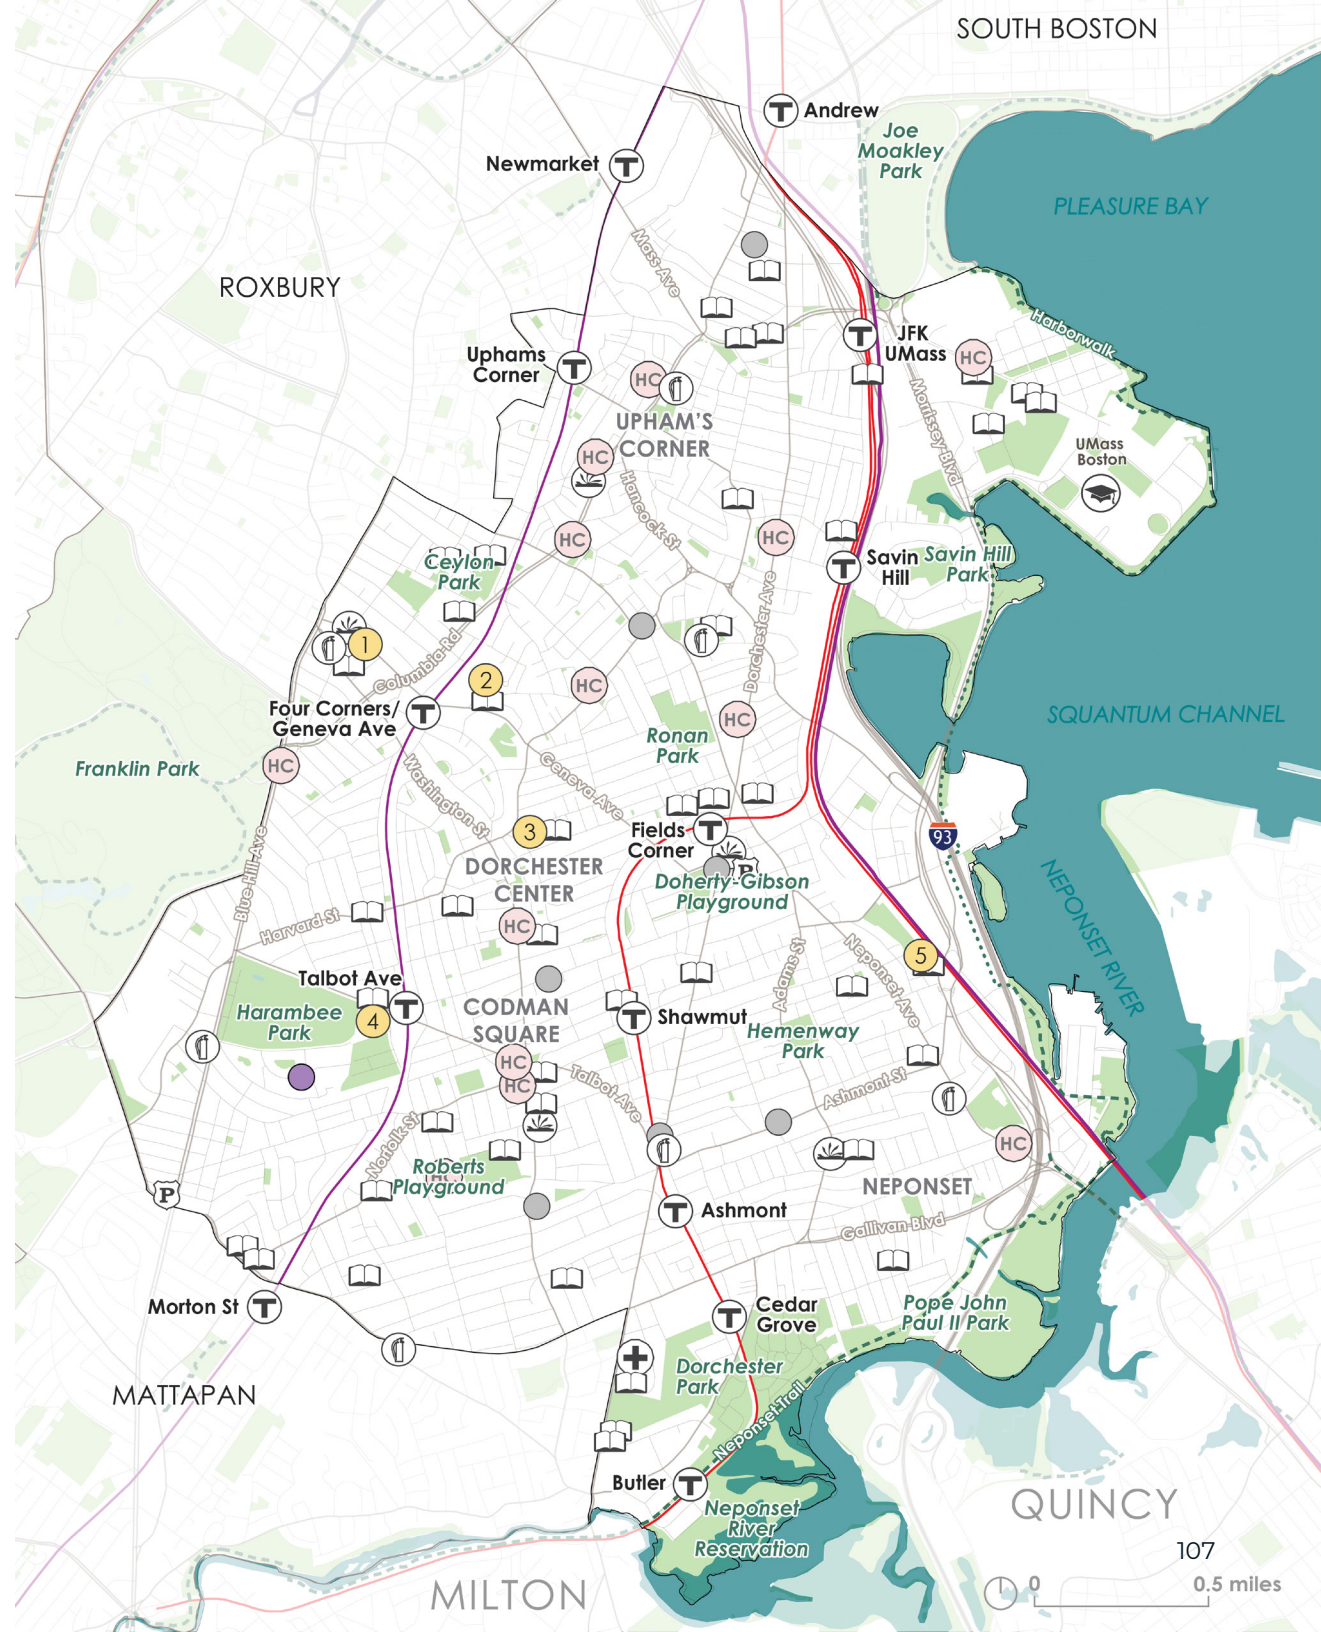 SOUTH BOSTON
T
Andrew
Joe
Moakley
Park
Newmarket
T
PLEASURE BAY
Mass Ave
ROXBURY
Harborwalk
T
JFK
UMass
HC
Uphams
Corner
T
HC
Morrissey Blvd
UPHAM'S
CORNER
UMass
Boston
HC
Hancock St
HC
HC
Ceylon
Park
T
Savin
Hill
Savin Hill
Park
Dorchester Ave
1
Columbia Rd
2
HC
Four Corners/
Geneva Ave
T
HC
SQUANTUM CHANNEL
Ronan
Park
Franklin Park
HC
Washington St
Geneva Ave
3
Fields
Corner
T
93
Blue Hill Ave
DORCHESTER
CENTER
P
Doherty-Gibson
Playground
NEPONSET RIVER
Harvard St
HC
Adams St
Neponset Ave
5
Talbot Ave
T
Harambee
Park
4
CODMAN
SQUARE
T
Shawmut
Hemenway
Park
HC
HC
Talbot Ave
Ashmont St
Norfolk St
HC
Roberts
Playground
HC
P
NEPONSET
T
Ashmont
Gallivan Blvd
Morton St
T
T
Cedar
Grove
Pope John
Paul II Park
MATTAPAN
Dorchester
Park
Neponset Trail
Butler
T
Neponset
River
Reservation
QUINCY
107
MILTON
0
0.5 miles